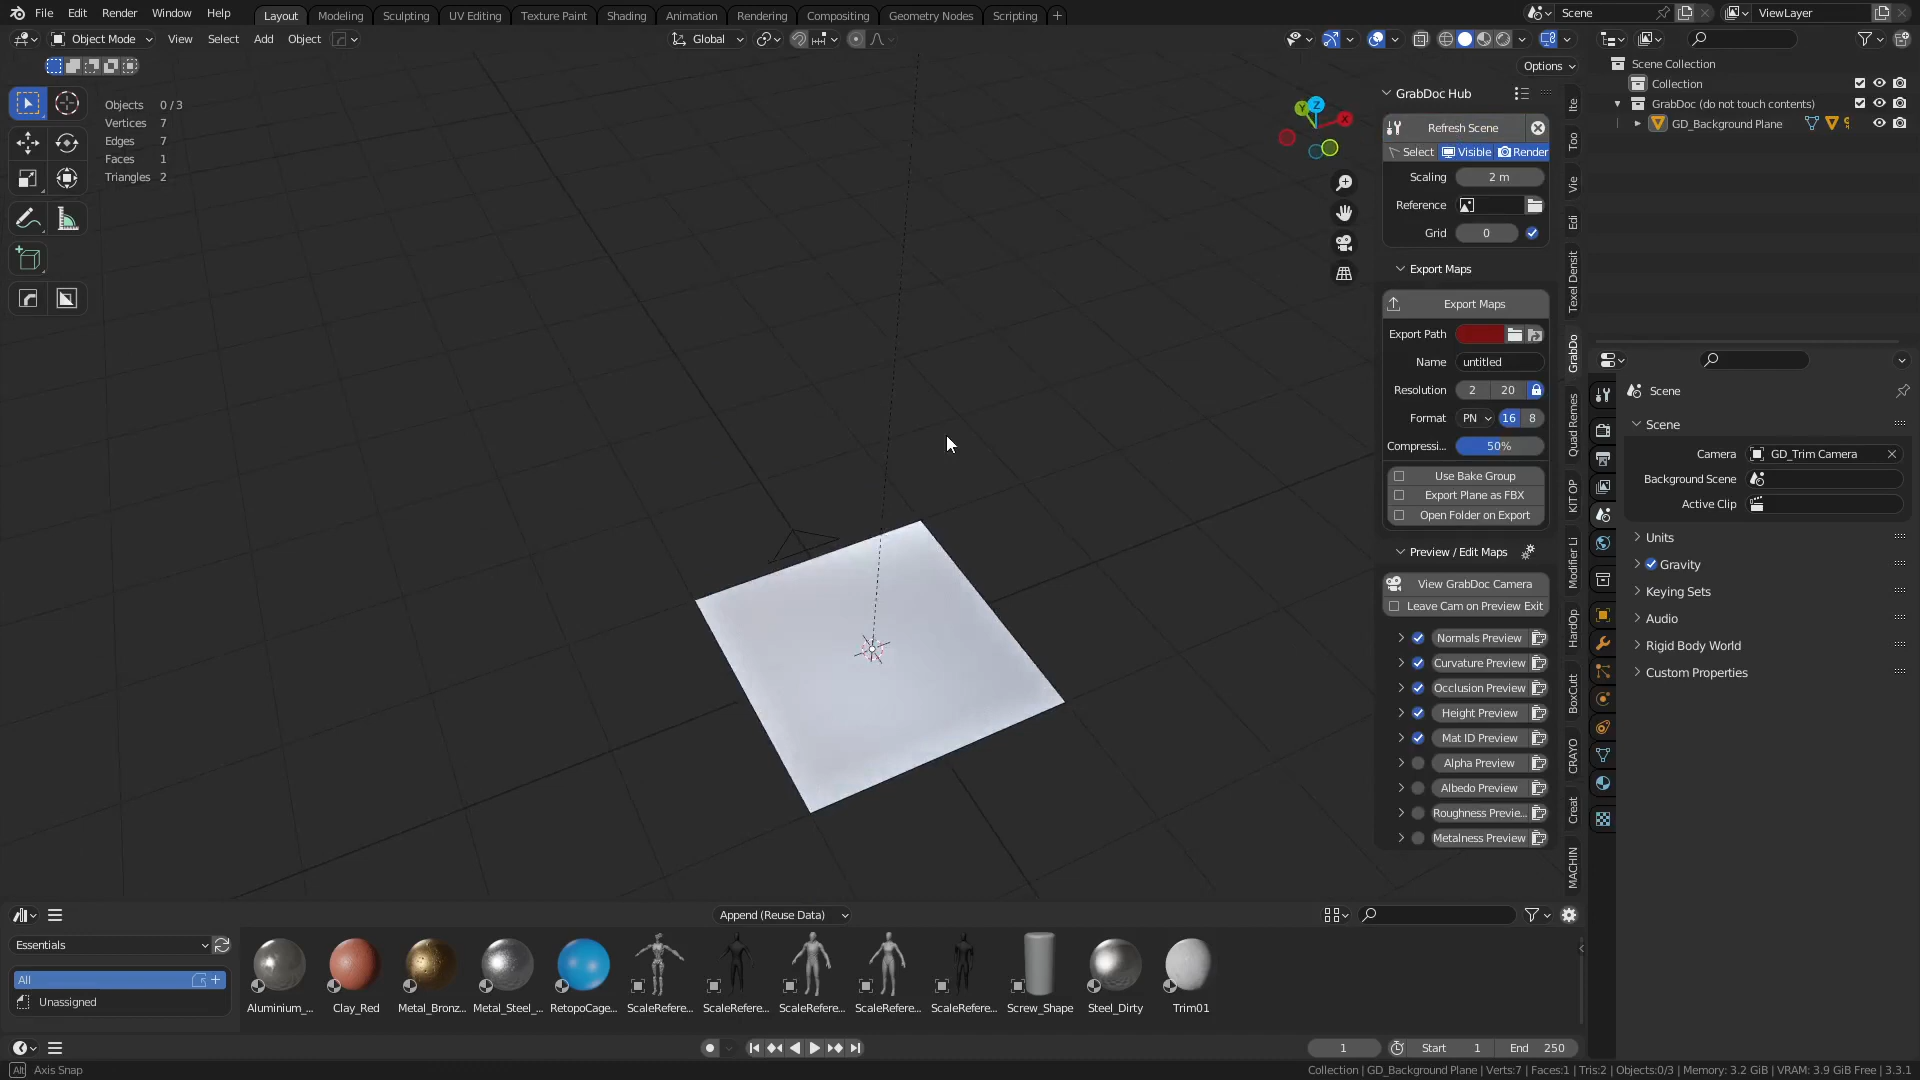 File Edit Render Window Help Layout Modeling Sculpting UV Editing Texture Paint Shading Animation Rendering Compositing Geometry Nodes Scripting + Scene ViewLayer
Object Mode View Select Add Object Global
Options
Objects 0 / 3
Vertices 7
Edges 7
Faces 1
Triangles 2
GrabDoc Hub
Refresh Scene
Select Visible Render
Scaling 2 m
Reference
Grid 0
Export Maps
Export Maps
Export Path
Name untitled
Resolution 2 20
Format PN 16 8
Compressi... 50%
Use Bake Group
Export Plane as FBX
Open Folder on Export
Preview / Edit Maps
View GrabDoc Camera
Leave Cam on Preview Exit
Normals Preview
Curvature Preview
Occlusion Preview
Height Preview
Mat ID Preview
Alpha Preview
Albedo Preview
Roughness Previe...
Metalness Preview
Ite
Too
Vie
Edi
Texel Densit
GrabDo
Quad Remes
KIT OP
Modifier Li
HardOp
BoxCutt
CRAYO
Creat
MACHIN
Scene Collection
Collection
GrabDoc (do not touch contents)
GD_Background Plane
Scene
Scene
Camera GD_Trim Camera
Background Scene
Active Clip
Units
Gravity
Keying Sets
Audio
Rigid Body World
Custom Properties
Append (Reuse Data)
Essentials
All
Unassigned
Aluminium_... Clay_Red Metal_Bronz... Metal_Steel_... RetopoCage... ScaleRefere... ScaleRefere... ScaleRefere... ScaleRefere... ScaleRefere... Screw_Shape Steel_Dirty Trim01
1 Start 1 End 250
Alt Axis Snap
Collection | GD_Background Plane | Verts:7 | Faces:1 | Tris:2 | Objects:0/3 | Memory: 3.2 GiB | VRAM: 3.9 GiB Free | 3.3.1